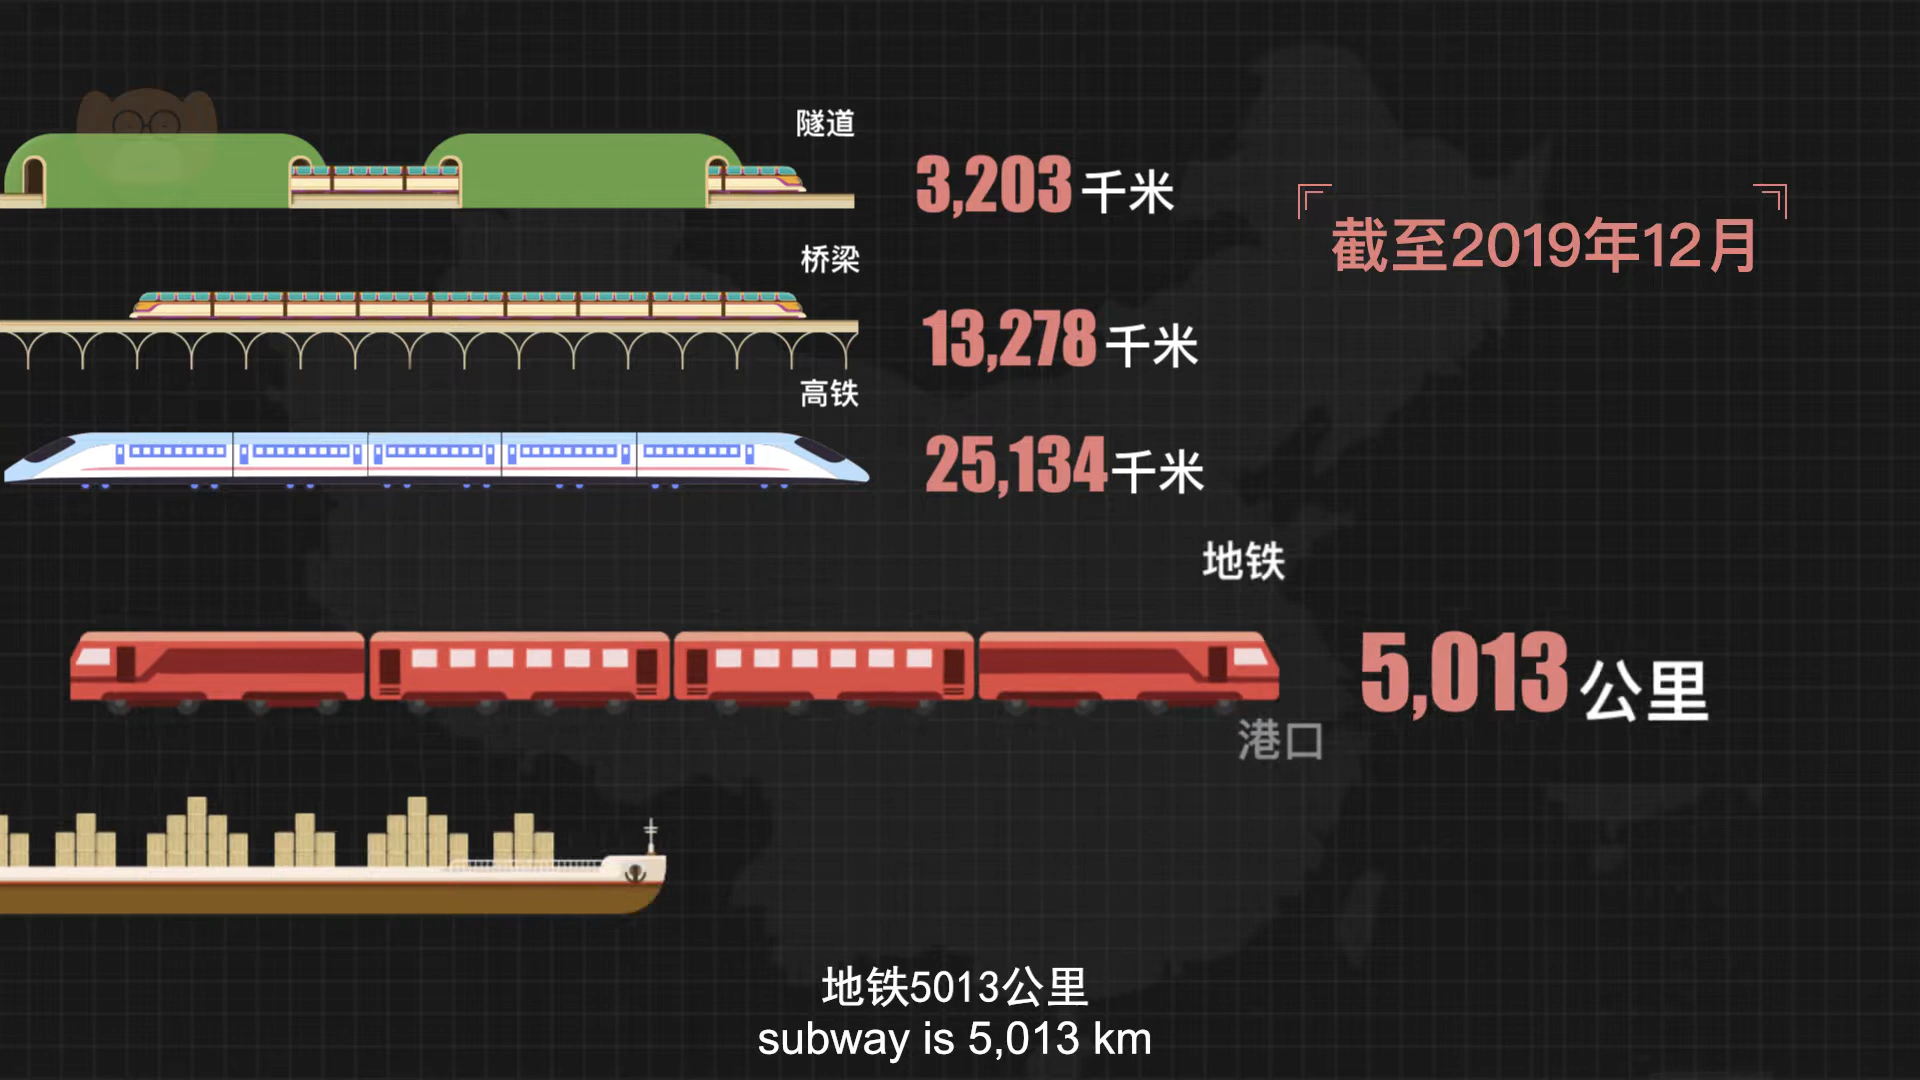 隧道
3,203千米
截至2019年12月
桥梁
13,278千米
高铁
25,134千米
地铁
5,013公里
港口
地铁5013公里
subway is 5,013 km